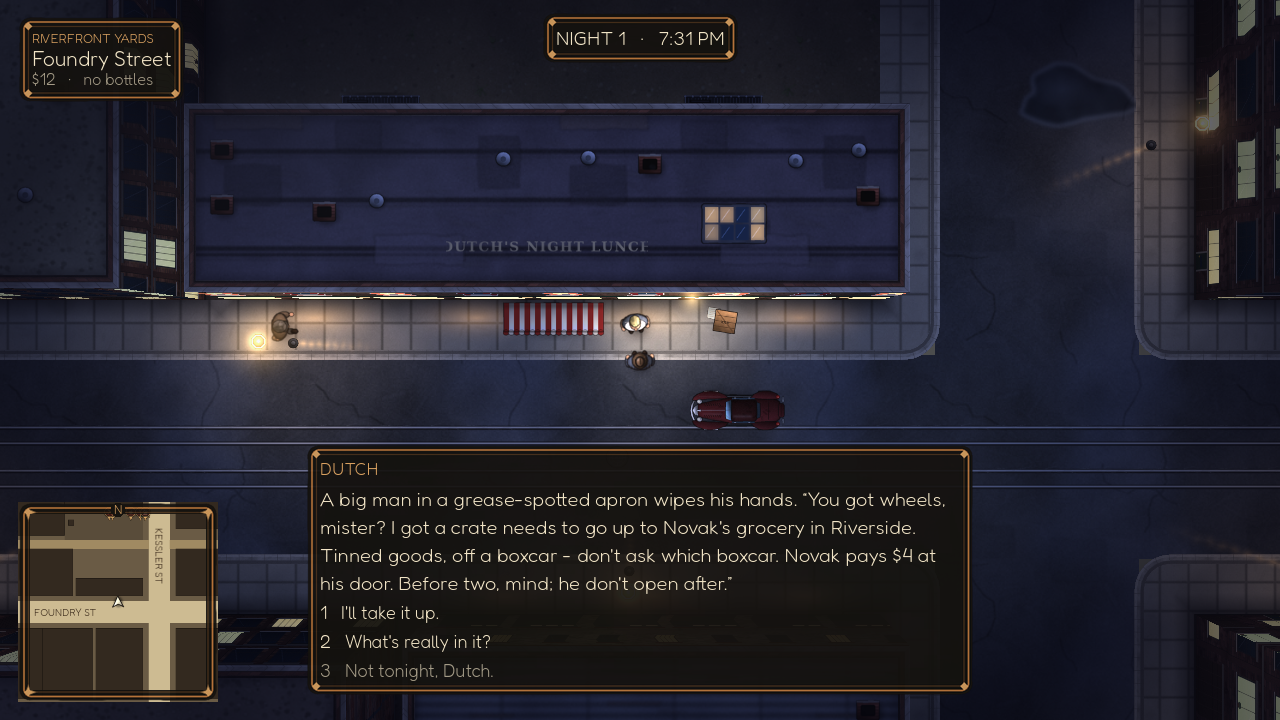 RIVERFRONT YARDS
Foundry Street
$12 · no bottles
NIGHT 1 · 7:31 PM
DUTCH'S NIGHT LUNCH
DUTCH
A big man in a grease-spotted apron wipes his hands. “You got wheels,
mister? I got a crate needs to go up to Novak's grocery in Riverside.
Tinned goods, off a boxcar - don't ask which boxcar. Novak pays $4 at
his door. Before two, mind; he don't open after.”
1 I'll take it up.
2 What's really in it?
3 Not tonight, Dutch.
N
KESSLER ST
FOUNDRY ST